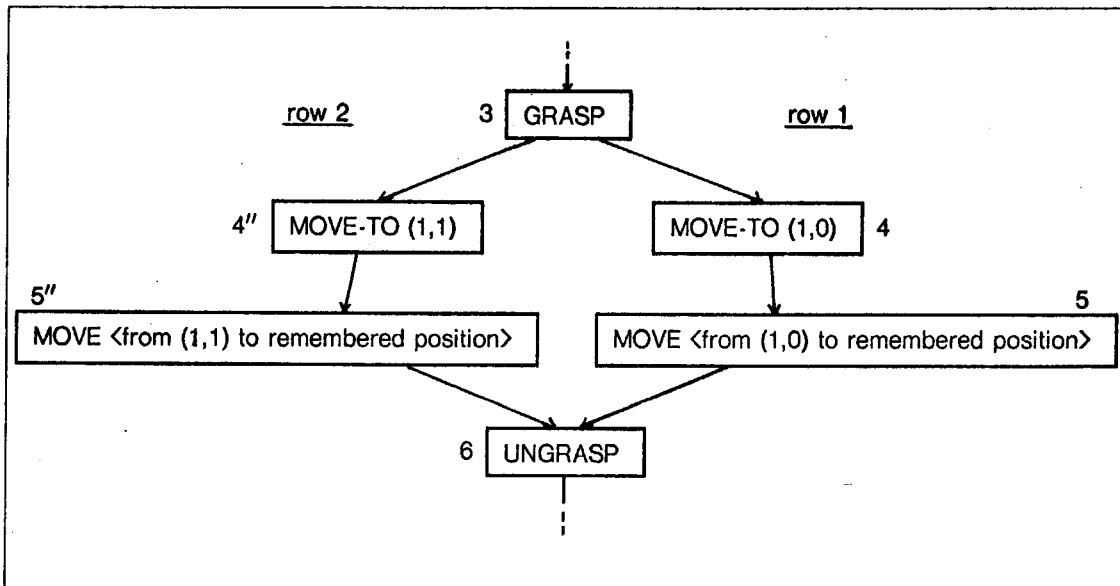 row 2
3
GRASP
row 1
4″
MOVE-TO (1,1)
MOVE-TO (1,0)
4
5″
MOVE <from (1,1) to remembered position>
5
MOVE <from (1,0) to remembered position>
6
UNGRASP